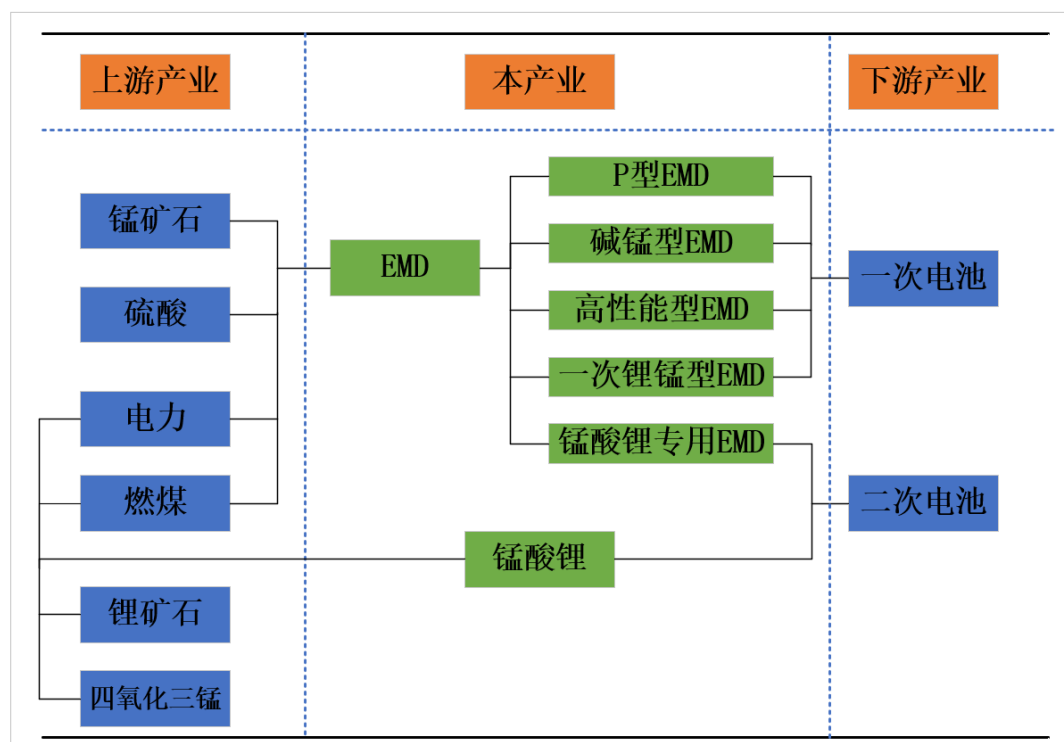 上游产业
本产业
下游产业
P型EMD
锰矿石
碱锰型EMD
EMD
一次电池
硫酸
高性能型EMD
一次锂锰型EMD
电力
锰酸锂专用EMD
燃煤
二次电池
锰酸锂
锂矿石
四氧化三锰